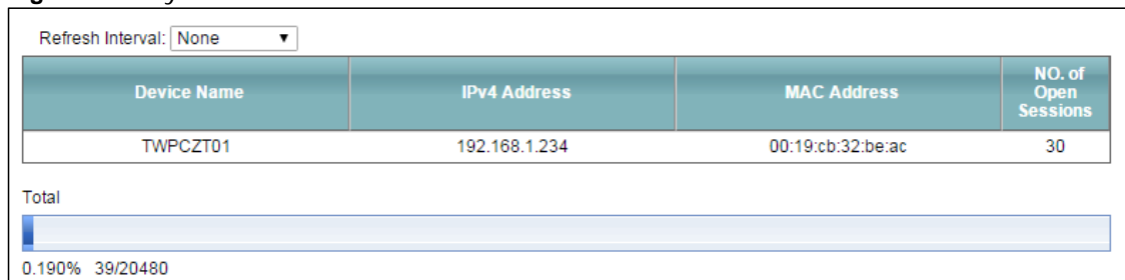 Refresh Interval: None
Device Name IPv4 Address MAC Address NO. of Open Sessions
TWPCZT01 192.168.1.234 00:19:cb:32:be:ac 30
Total
0.190% 39/20480